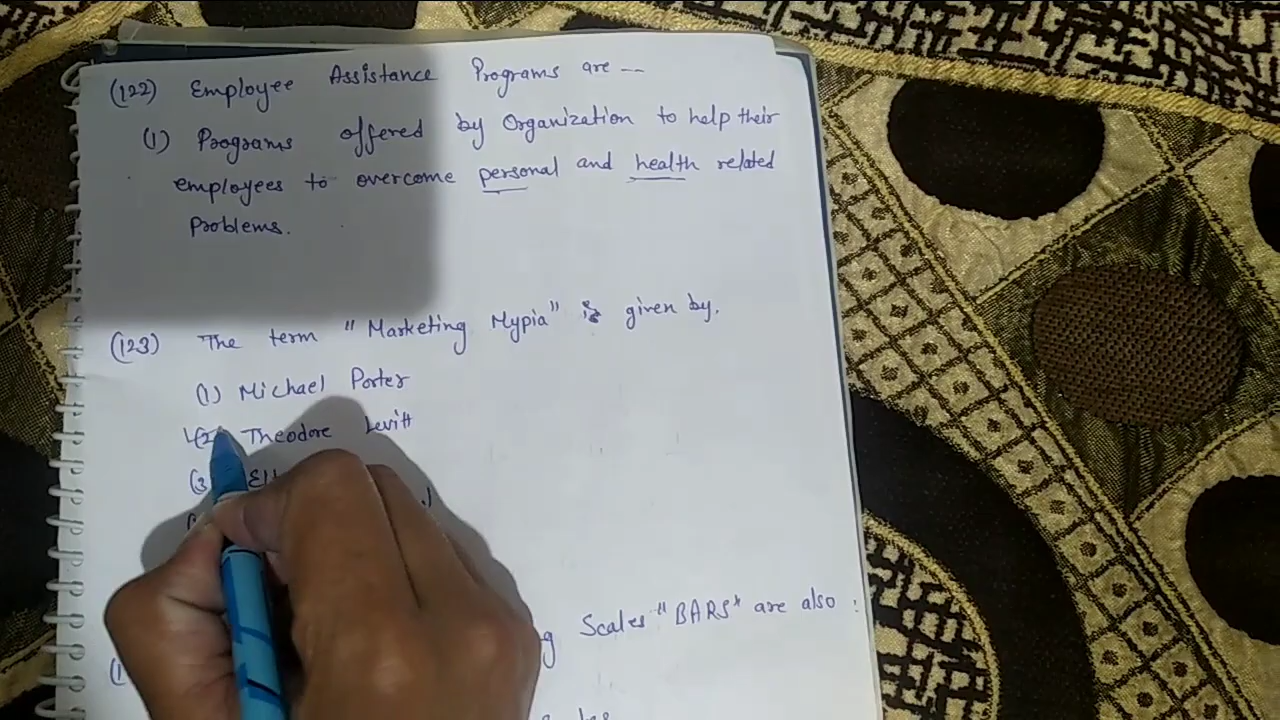 (122) Employee Assistance Programs are --
(1) Programs offered by Organization to help their
employees to overcome personal and health related
Problems.
(123) The term "Marketing Mypia" is given by.
(1) Michael Porter
(2) Theodore Levitt
(3
Scales "BARS" are also :